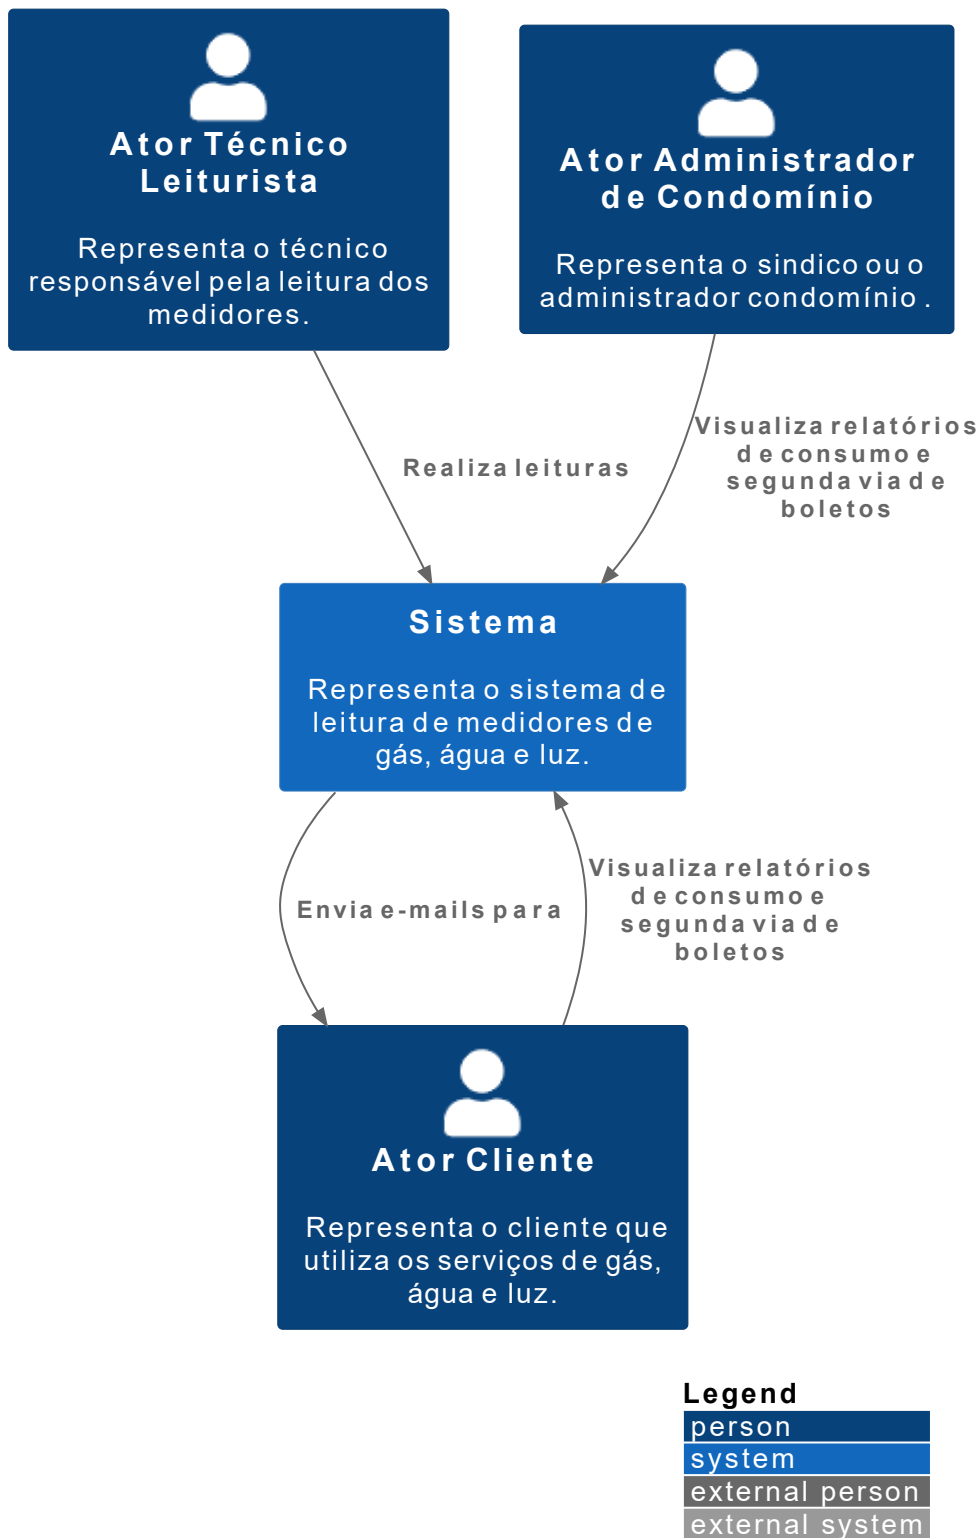 Ator Técnico
Leiturista
Representa o técnico
responsável pela leitura dos
medidores.
Ator Administrador
de Condomínio
Representa o sindico ou o
administrador condomínio .
Realiza leituras
Visualiza relatórios
de consumo e
segunda via de
boletos
Sistema
Representa o sistema de
leitura de medidores de
gás, água e luz.
Envia e-mails para
Visualiza relatórios
de consumo e
segunda via de
boletos
Ator Cliente
Representa o cliente que
utiliza os serviços de gás,
água e luz.
Legend
person
system
external person
external system